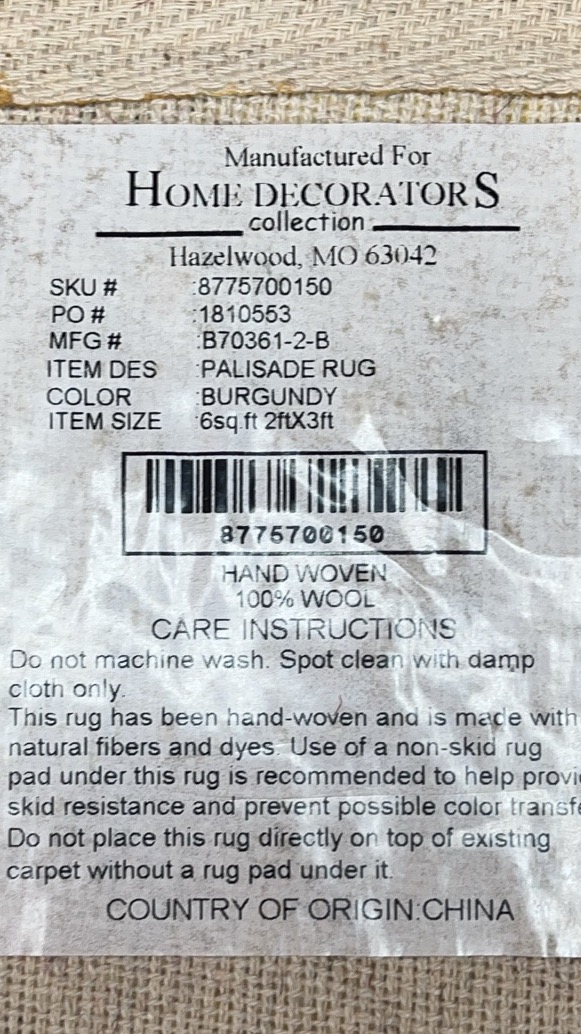 Manufactured For
HOME DECORATORS
collection
Hazelwood, MO 63042
SKU # :8775700150
PO # :1810553
MFG # :B70361-2-B
ITEM DES :PALISADE RUG
COLOR :BURGUNDY
ITEM SIZE :6sq.ft 2ftX3ft
8775700150
HAND WOVEN
100% WOOL
CARE INSTRUCTIONS
Do not machine wash. Spot clean with damp
cloth only.
This rug has been hand-woven and is made with
natural fibers and dyes. Use of a non-skid rug
pad under this rug is recommended to help provi
skid resistance and prevent possible color transf
Do not place this rug directly on top of existing
carpet without a rug pad under it.
COUNTRY OF ORIGIN:CHINA